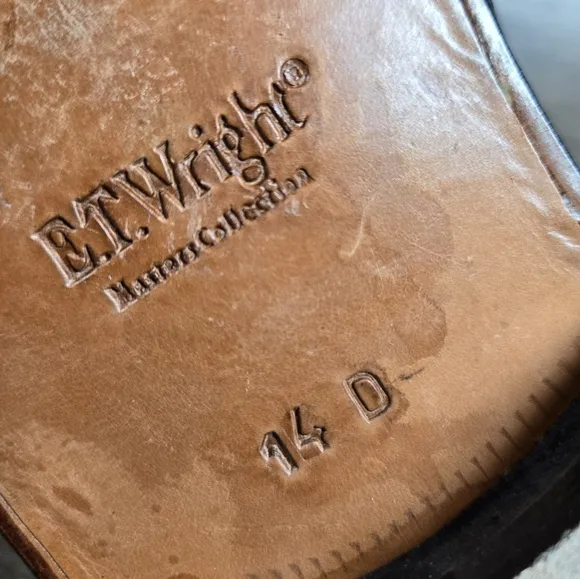 E.T. Wright®
Masters Collection
14 D